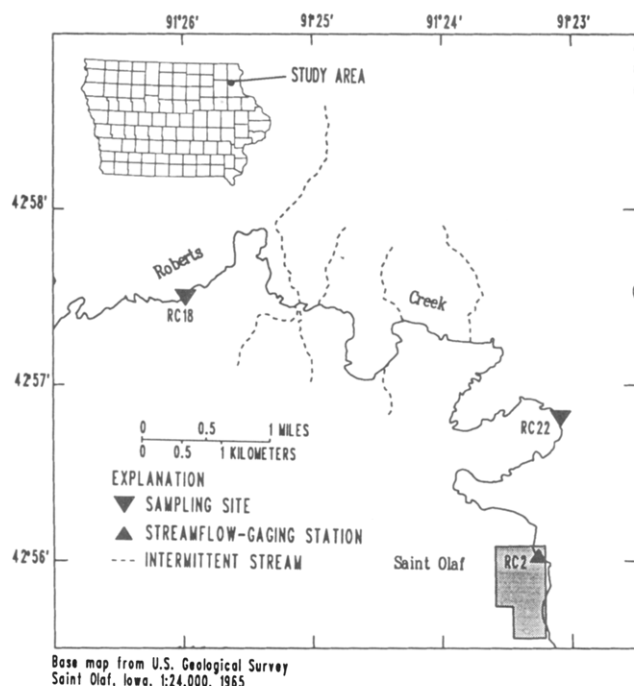 91°26' 91°25' 91°24' 91°23'
STUDY AREA
42°58'
Roberts
Creek
RC18
42°57'
RC22
0 0.5 1 MILES
0 0.5 1 KILOMETERS
EXPLANATION
SAMPLING SITE
STREAMFLOW-GAGING STATION
INTERMITTENT STREAM
42°56'
Saint Olaf
RC2
Base map from U.S. Geological Survey
Saint Olaf, Iowa, 1:24,000, 1965